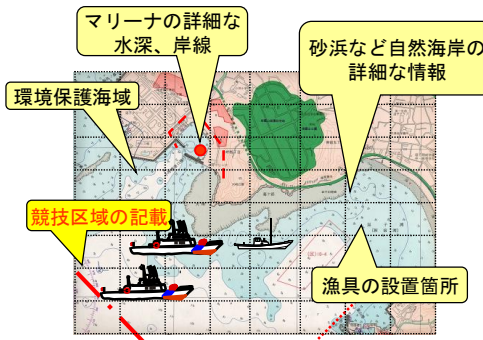 マリーナの詳細な
水深、岸線
砂浜など自然海岸の
詳細な情報
環境保護海域
競技区域の記載
漁具の設置箇所